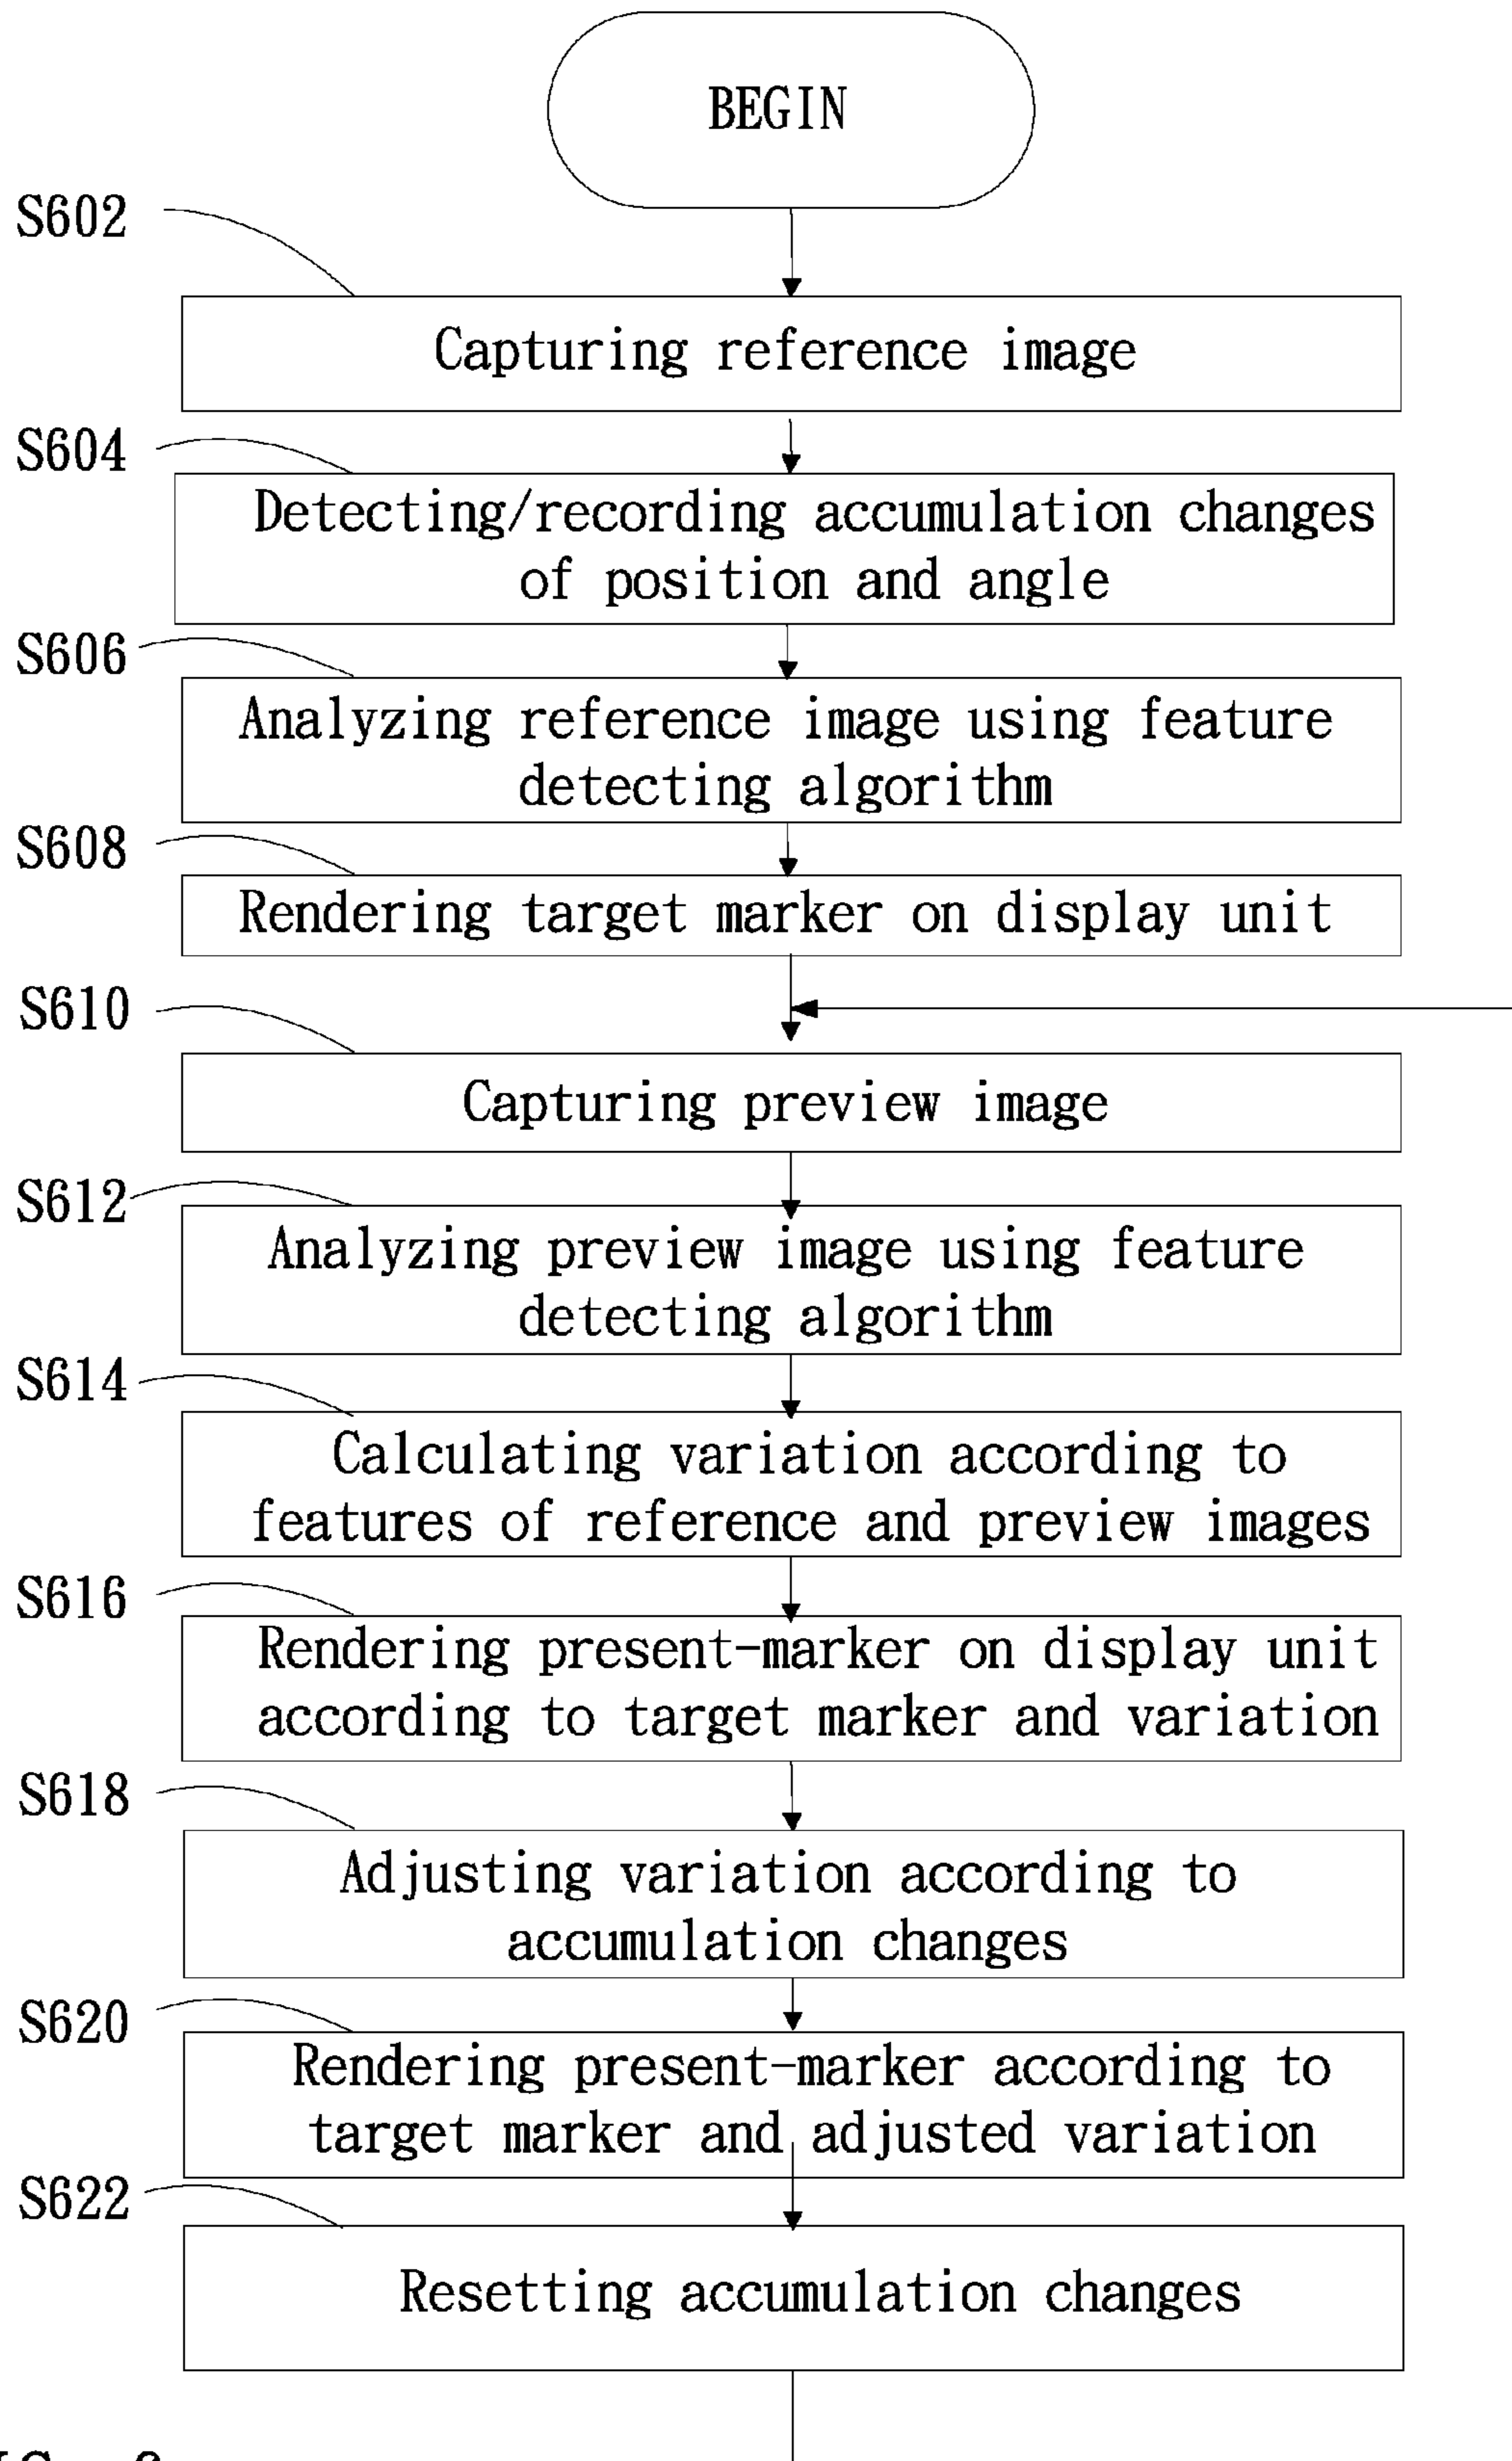 BEGIN
S602
Capturing reference image
S604
Detecting/recording accumulation changes
of position and angle
S606
Analyzing reference image using feature
detecting algorithm
S608
Rendering target marker on display unit
S610
Capturing preview image
S612
Analyzing preview image using feature
detecting algorithm
S614
Calculating variation according to
features of reference and preview images
S616
Rendering present-marker on display unit
according to target marker and variation
S618
Adjusting variation according to
accumulation changes
S620
Rendering present-marker according to
target marker and adjusted variation
S622
Resetting accumulation changes